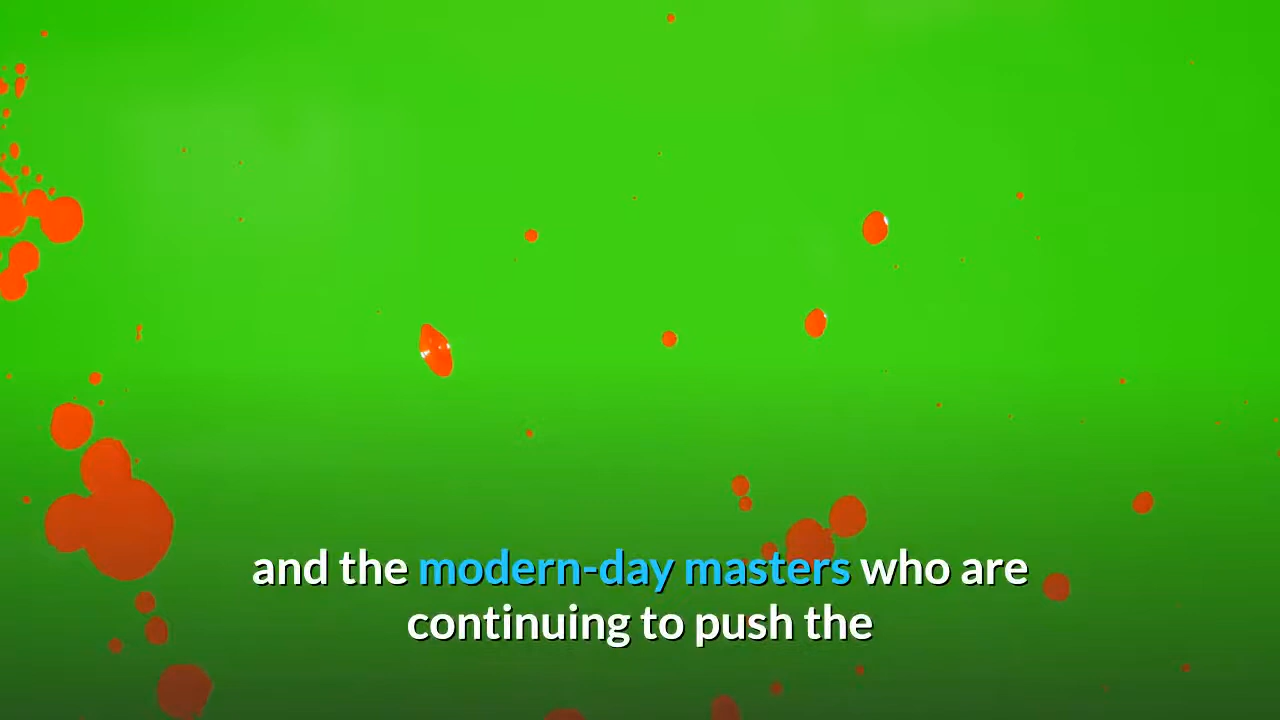 and the modern-day masters who are
continuing to push the